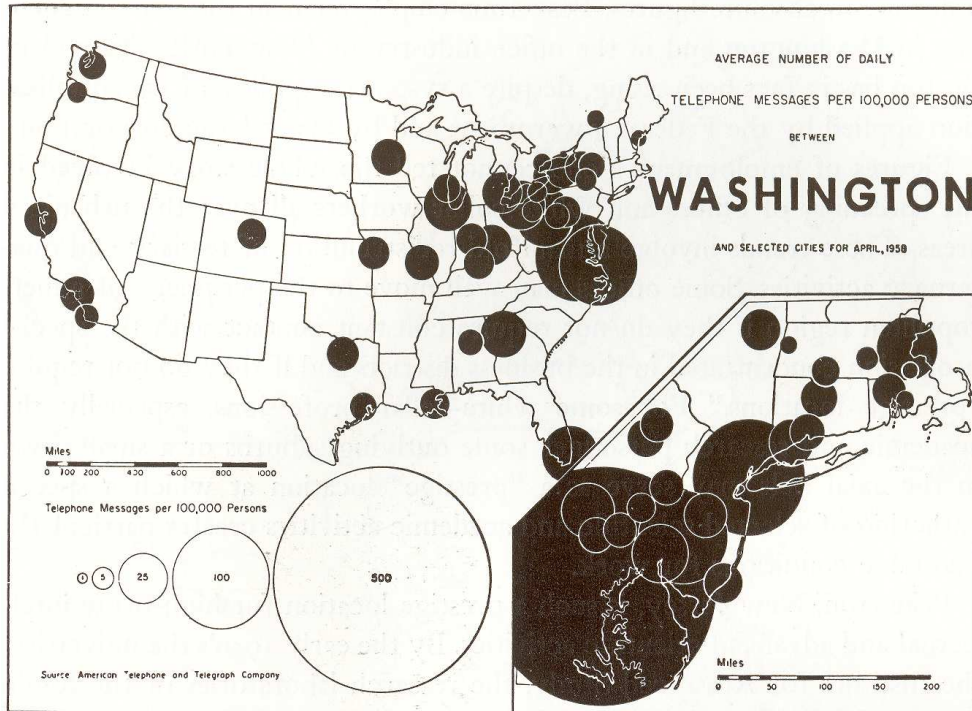 AVERAGE NUMBER OF DAILY
TELEPHONE MESSAGES PER 100,000 PERSONS
BETWEEN
WASHINGTON
AND SELECTED CITIES FOR APRIL, 1958
Miles
0 100 200 400 600 800 1000
Telephone Messages per 100,000 Persons
1 5 25 100 500
Source American Telephone and Telegraph Company
Miles
0 50 100 150 200